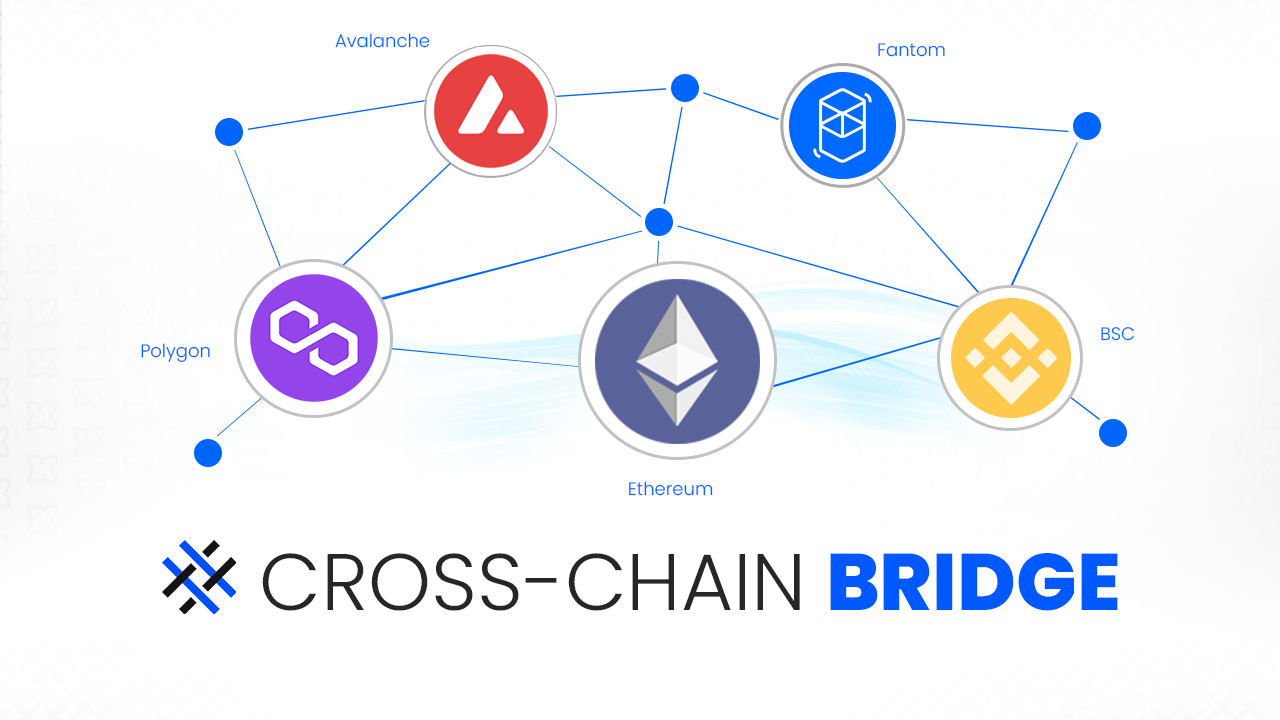 Avalanche
Fantom
Polygon
BSC
Ethereum
CROSS-CHAIN BRIDGE